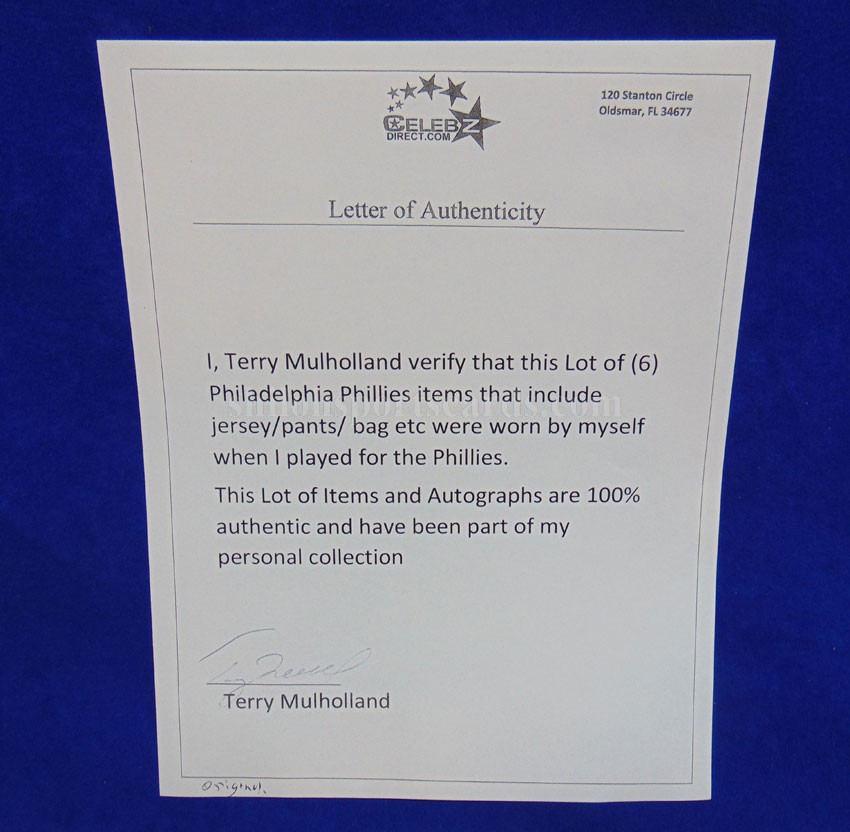 CELEBZ
DIRECT.COM
120 Stanton Circle
Oldsmar, FL 34677
Letter of Authenticity
I, Terry Mulholland verify that this Lot of (6)
Philadelphia Phillies items that include
simonsportscards.com
jersey/pants/ bag etc were worn by myself
when I played for the Phillies.
This Lot of Items and Autographs are 100%
authentic and have been part of my
personal collection
Terry Mulholland
Original.